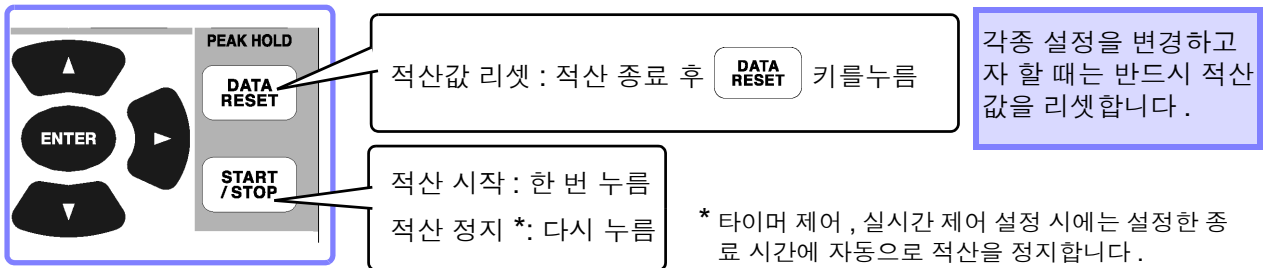 PEAK HOLD
DATA
RESET
ENTER
START
/ STOP
적산값 리셋 : 적산 종료 후 DATA RESET 키를누름
적산 시작 : 한 번 누름
적산 정지 *: 다시 누름
각종 설정을 변경하고
자 할 때는 반드시 적산
값을 리셋합니다 .
* 타이머 제어 , 실시간 제어 설정 시에는 설정한 종
료 시간에 자동으로 적산을 정지합니다 .